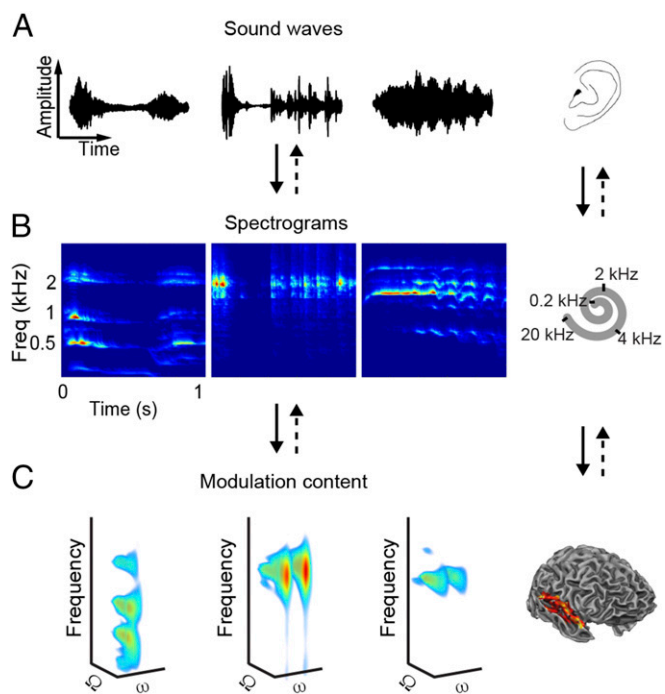 A
Sound waves
Amplitude
Time
B
Spectrograms
Freq (kHz)
2
1
0.5
0
1
Time (s)
2 kHz
0.2 kHz
20 kHz
4 kHz
C
Modulation content
Frequency
Ω
ω
Frequency
Ω
ω
Frequency
Ω
ω